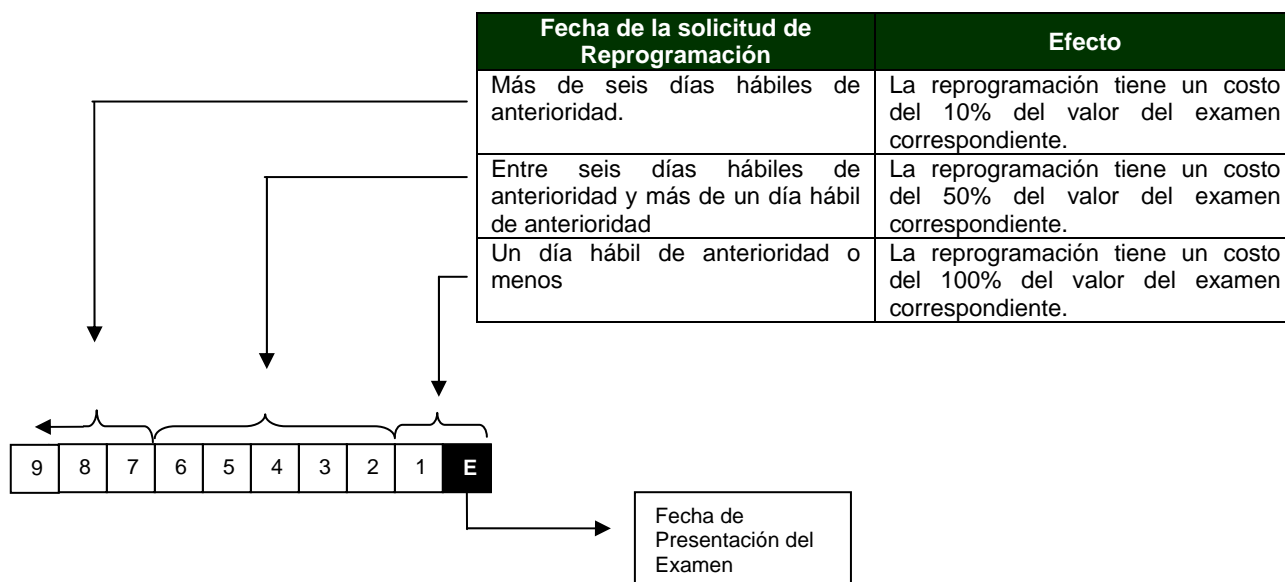 Fecha de la solicitud de
Reprogramación
Efecto
Más de seis días hábiles de
anterioridad.
La reprogramación tiene un costo
del 10% del valor del examen
correspondiente.
Entre seis días hábiles de
anterioridad y más de un día hábil
de anterioridad
La reprogramación tiene un costo
del 50% del valor del examen
correspondiente.
Un día hábil de anterioridad o
menos
La reprogramación tiene un costo
del 100% del valor del examen
correspondiente.
9 8 7 6 5 4 3 2 1 E
Fecha de
Presentación del
Examen